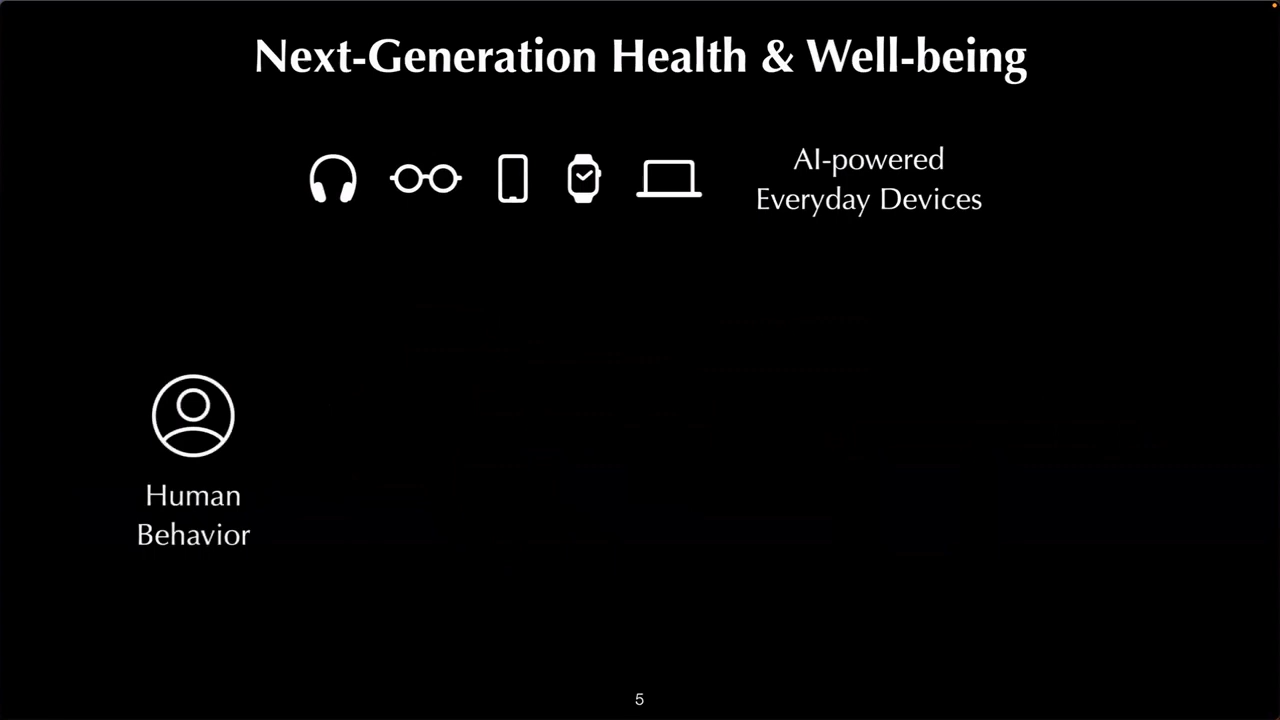 Next-Generation Health & Well-being
AI-powered
Everyday Devices
Human
Behavior
5